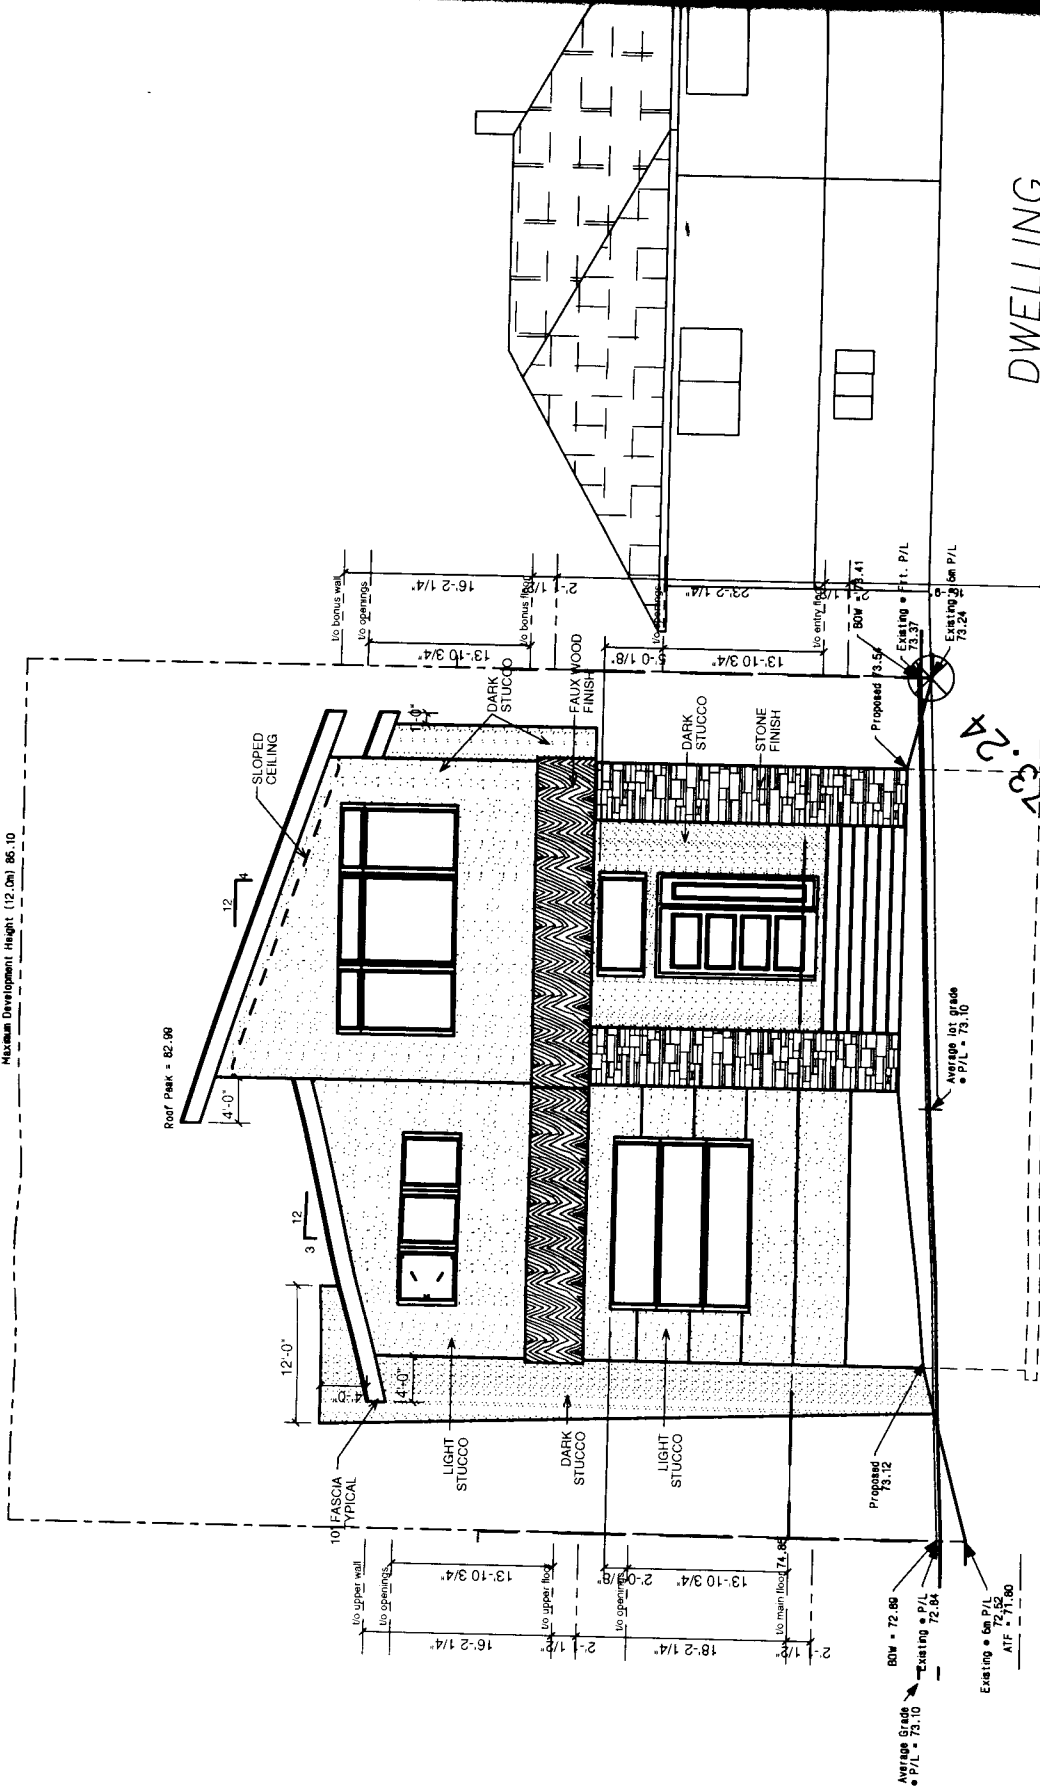 Maximum Development Height (12.0m) 85.10
Roof Peak = 82.99
4'-0"
12
4
SLOPED
CEILING
12
3
12'-0"
4'-0"
4'-0"
10" FASCIA
TYPICAL
LIGHT
STUCCO
DARK
STUCCO
LIGHT
STUCCO
1'-0"
DARK
STUCCO
FAUX WOOD
FINISH
DARK
STUCCO
STONE
FINISH
t/o upper wall
t/o openings
t/o upper floor
t/o openings
t/o main floor 74.86
16'-2 1/4"
13'-10 3/4"
2'-1 1/2"
2'-0 1/8"
18'-2 1/4"
13'-10 3/4"
2'-1 1/2"
t/o bonus wall
t/o openings
t/o bonus floor
t/o openings
t/o entry floor
16'-2 1/4"
13'-10 3/4"
2'-1 1/2"
5'-0 1/8"
23'-2 1/4"
13'-10 3/4"
BOW = 73.41
Proposed 73.54
Existing @ Frt. P/L
73.37
Existing @ 6m P/L
73.24
73.24
Average lot grade
@ P/L = 73.10
Proposed
73.12
BOW = 72.89
Existing @ P/L
72.84
Average Grade
@ P/L = 73.10
Existing @ 6m P/L
72.52
ATF = 71.80
DWELLING